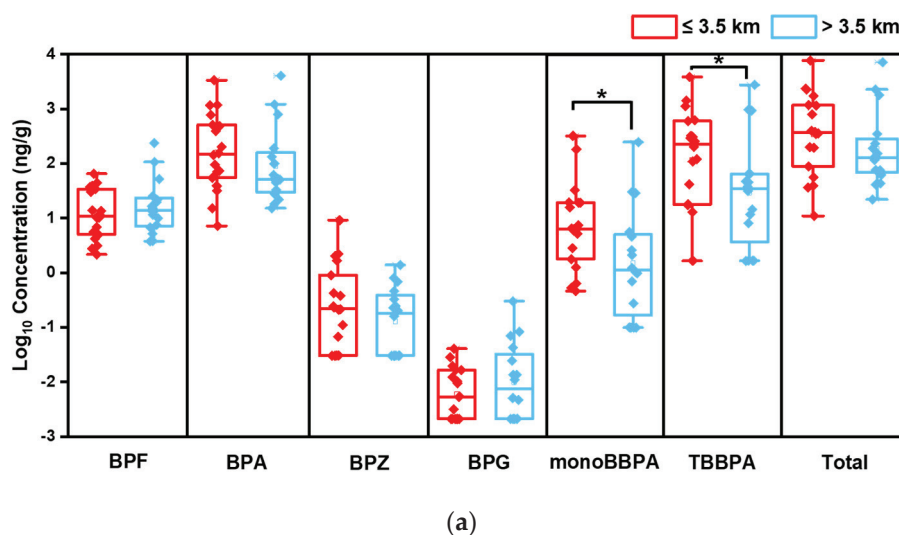 ≤ 3.5 km > 3.5 km
Log₁₀ Concentration (ng/g)
4
3
2
1
0
-1
-2
-3
* *
BPF BPA BPZ BPG monoBBPA TBBPA Total
(a)